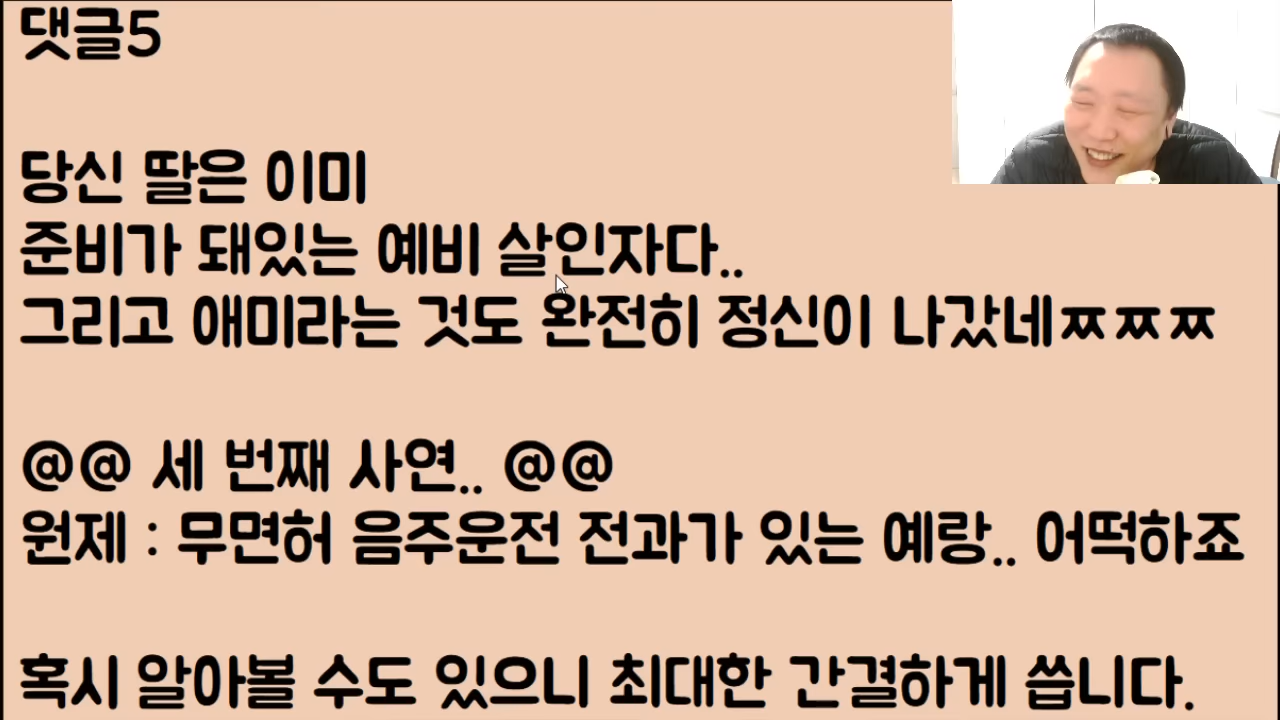 댓글5
당신 딸은 이미
준비가 돼있는 예비 살인자다..
그리고 애미라는 것도 완전히 정신이 나갔네ㅉㅉㅉ
@@ 세 번째 사연.. @@
원제 : 무면허 음주운전 전과가 있는 예랑.. 어떡하죠
혹시 알아볼 수도 있으니 최대한 간결하게 씁니다.